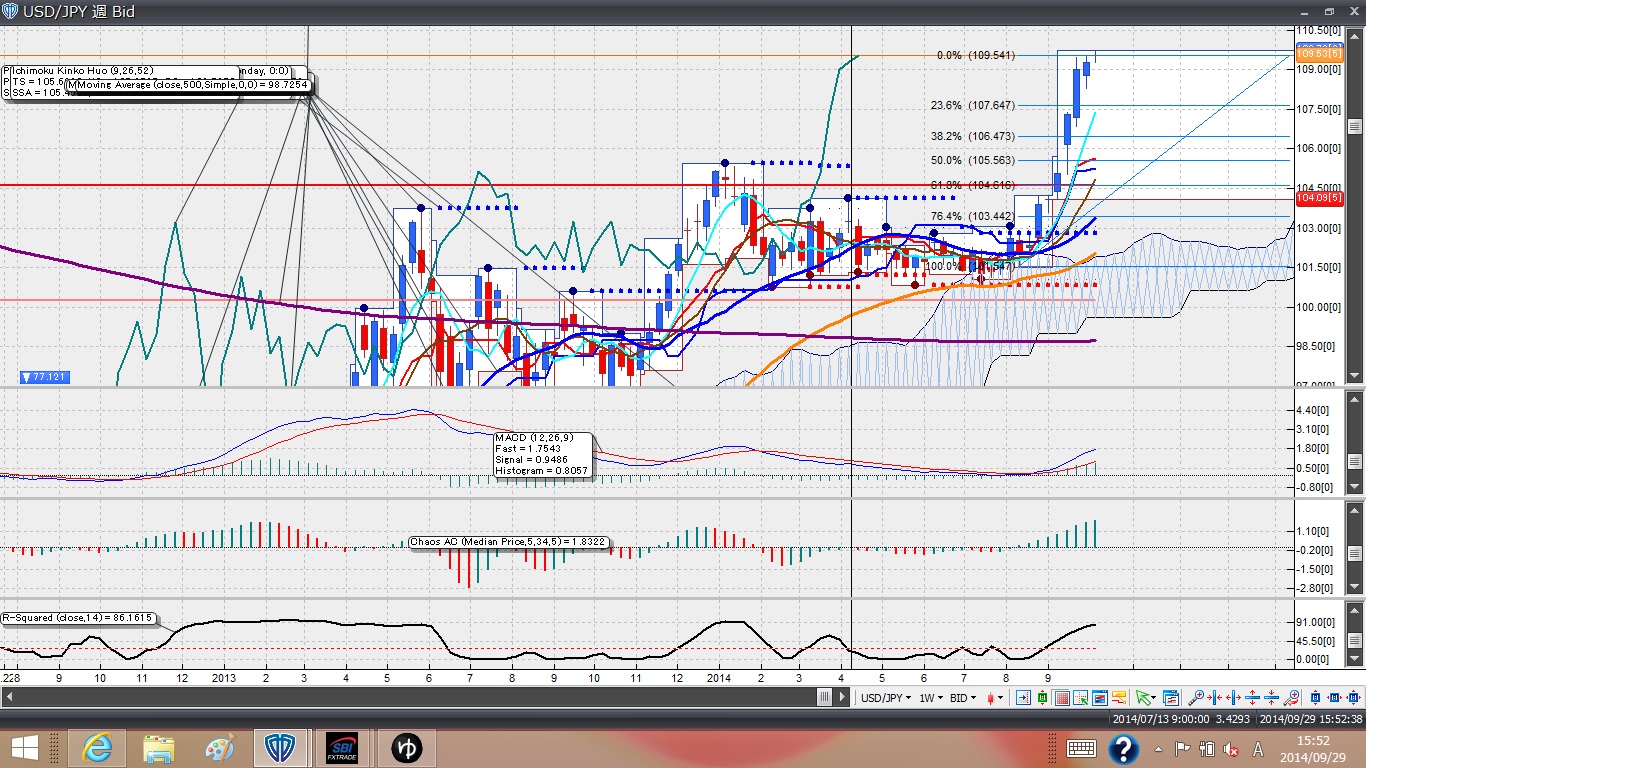 USD/JPY 週 Bid
110.50[0]
109.53[5]
109.00[0]
107.50[0]
106.00[0]
104.50[0]
104.09[5]
103.00[0]
101.50[0]
100.00[0]
98.50[0]
97.00[0]
Ichimoku Kinko Huo (9,26,52)
nday, 0:0)
TS = 105.6
Moving Average (close,500,Simple,0,0) = 98.7254
SSA = 105.4
0.0% (109.541)
23.6% (107.647)
38.2% (106.473)
50.0% (105.563)
61.8% (104.616)
76.4% (103.442)
100.0%
▼77.121
4.40[0]
3.10[0]
1.80[0]
0.50[0]
-0.80[0]
MACD (12,26,9)
Fast = 1.7543
Signal = 0.9486
Histogram = 0.8057
1.10[0]
-0.20[0]
-1.50[0]
-2.80[0]
Chaos AC (Median Price,5,34,5) = 1.8322
R-Squared (close,14) = 86.1615
91.00[0]
45.50[0]
0.00[0]
.228 9 10 11 12 2013 2 3 4 5 6 7 8 9 10 11 12 2014 2 3 4 5 6 7 8 9
USD/JPY 1W BID
2014/07/13 9:00:00 3.4293 2014/09/29 15:52:38
SBI
FXTRADE
ゆ
?
A
15:52
2014/09/29